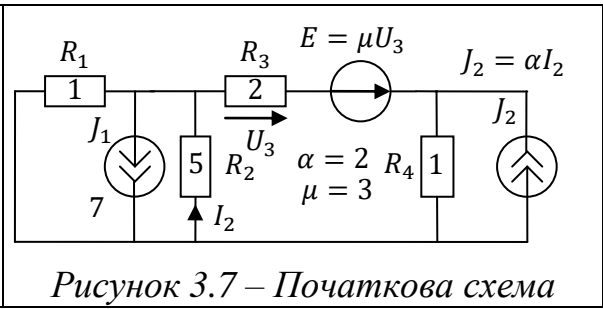 R₁
R₃
E = μU₃
J₂ = αI₂
1
2
J₁
U₃
J₂
5
R₂
α = 2
R₄
1
7
I₂
μ = 3
Рисунок 3.7 – Початкова схема